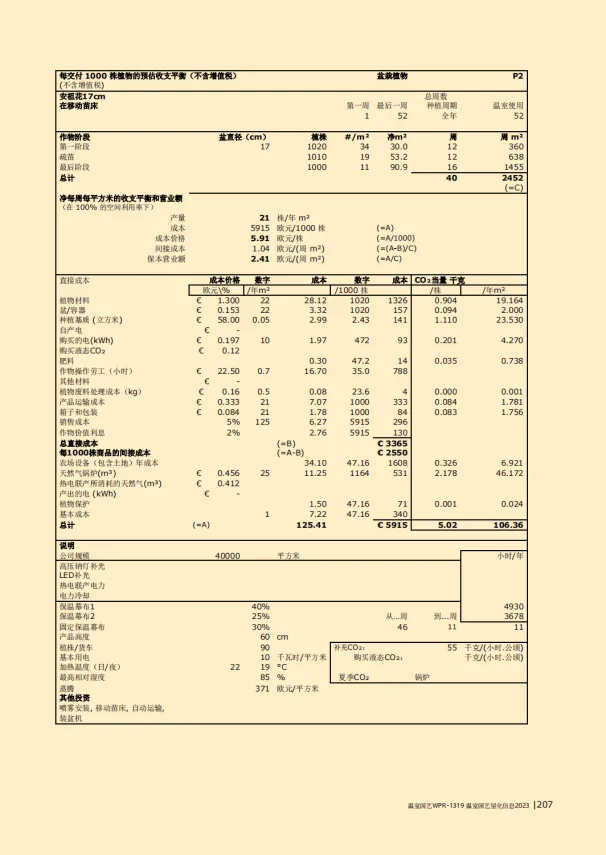 每交付 1000 株植物的预估收支平衡（不含增值税） 盆栽植物 P2
(不含增值税)
安祖花17cm 总周数
在移动苗床 第一周 最后一周 种植周期 温室使用
1 52 全年 52
作物阶段 盆直径（cm） 植株 #/m² 净m² 周 周 m²
第一阶段 17 1020 34 30.0 12 360
疏苗 1010 19 53.2 12 638
最后阶段 1000 11 90.9 16 1455
总计 40 2452
(=C)
净每周每平方米的收支平衡和营业额
（在 100% 的空间利用率下）
产量 21 株/年 m²
成本 5915 欧元/1000 株 (=A)
成本价格 5.91 欧元/株 (=A/1000)
间接成本 1.04 欧元/(周 m²) (=(A-B)/C)
保本营业额 2.41 欧元/(周 m²) (=A/C)
直接成本 成本价格 数字 成本 数字 成本 CO₂当量 千克
欧元\% /年m² /1000 株 /株 /年m²
植物材料 € 1.300 22 28.12 1020 1326 0.904 19.164
盆/容器 € 0.153 22 3.32 1020 157 0.094 2.000
种植基质 (立方米) € 58.00 0.05 2.99 2.43 141 1.110 23.530
自产电 € -
购买的电(kWh) € 0.197 10 1.97 472 93 0.201 4.270
购买液态CO₂ € 0.12
肥料 0.30 47.2 14 0.035 0.738
作物操作劳工（小时） € 22.50 0.7 16.70 35.0 788
其他材料 € -
植物废料处理成本（kg） € 0.16 0.5 0.08 23.6 4 0.000 0.001
产品运输成本 € 0.333 21 7.07 1000 333 0.084 1.781
箱子和包装 € 0.084 21 1.78 1000 84 0.083 1.756
销售成本 5% 125 6.27 5915 296
作物价值利息 2% 2.76 5915 130
总直接成本 (=B) € 3365
每1000株商品的间接成本 (=A-B) € 2550
农场设备（包含土地）年成本 34.10 47.16 1608 0.326 6.921
天然气锅炉(m³) € 0.456 25 11.25 1164 531 2.178 46.172
热电联产所消耗的天然气(m³) € 0.412
产出的电 (kWh) € -
植物保护 1.50 47.16 71 0.001 0.024
基本成本 1 7.22 47.16 340
总计 (=A) 125.41 € 5915 5.02 106.36
说明
公司规模 40000 平方米 小时/年
高压钠灯补光
LED补光
热电联产电力
电力冷却
保温幕布1 40% 4930
保温幕布2 25% 从…周 到…周 3678
固定保温幕布 30% 46 11 11
产品高度 60 cm
植株/货车 90 补充CO₂： 55 千克/(小时.公顷)
基本用电 10 千瓦时/平方米 购买液态CO₂： 千克/(小时.公顷)
加热温度（日/夜） 22 19 °C
最高相对湿度 85 % 夏季CO₂ 锅炉
蒸腾 371 欧元/平方米
其他投资
喷雾安装, 移动苗床, 自动运输,
装盆机
温室园艺WPR-1319 温室园艺量化信息2023 |207